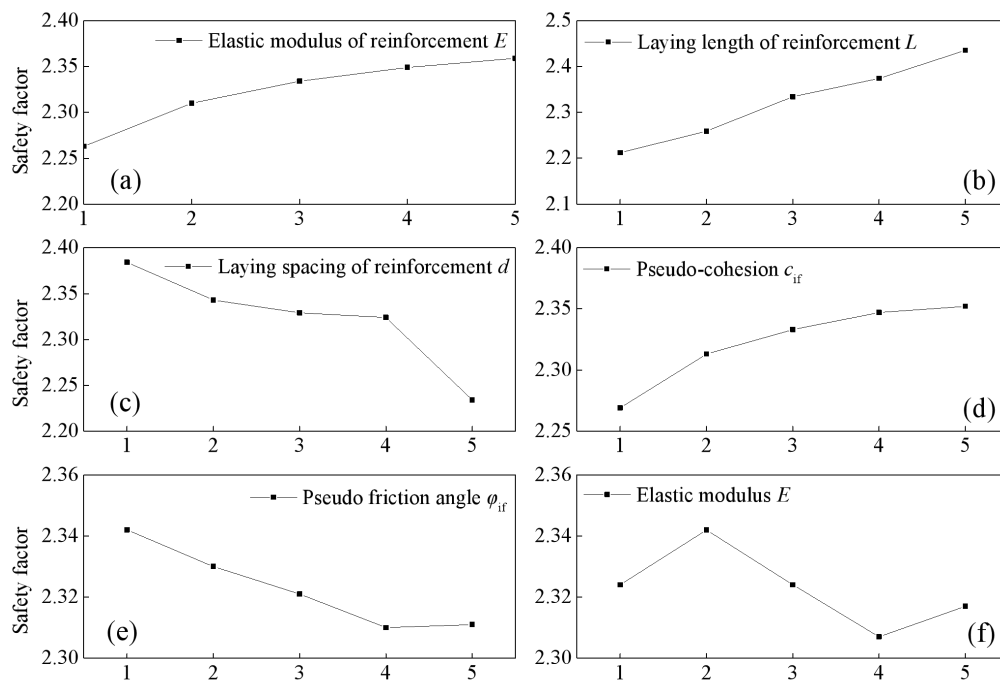 2.40
2.35
2.30
2.25
2.20
Safety factor
Elastic modulus of reinforcement E
(a)
1 2 3 4 5
2.5
2.4
2.3
2.2
2.1
Laying length of reinforcement L
(b)
1 2 3 4 5
2.40
2.35
2.30
2.25
2.20
Safety factor
Laying spacing of reinforcement d
(c)
1 2 3 4 5
2.40
2.35
2.30
2.25
Pseudo-cohesion cif
(d)
1 2 3 4 5
2.36
2.34
2.32
2.30
Safety factor
Pseudo friction angle φif
(e)
1 2 3 4 5
2.36
2.34
2.32
2.30
Elastic modulus E
(f)
1 2 3 4 5